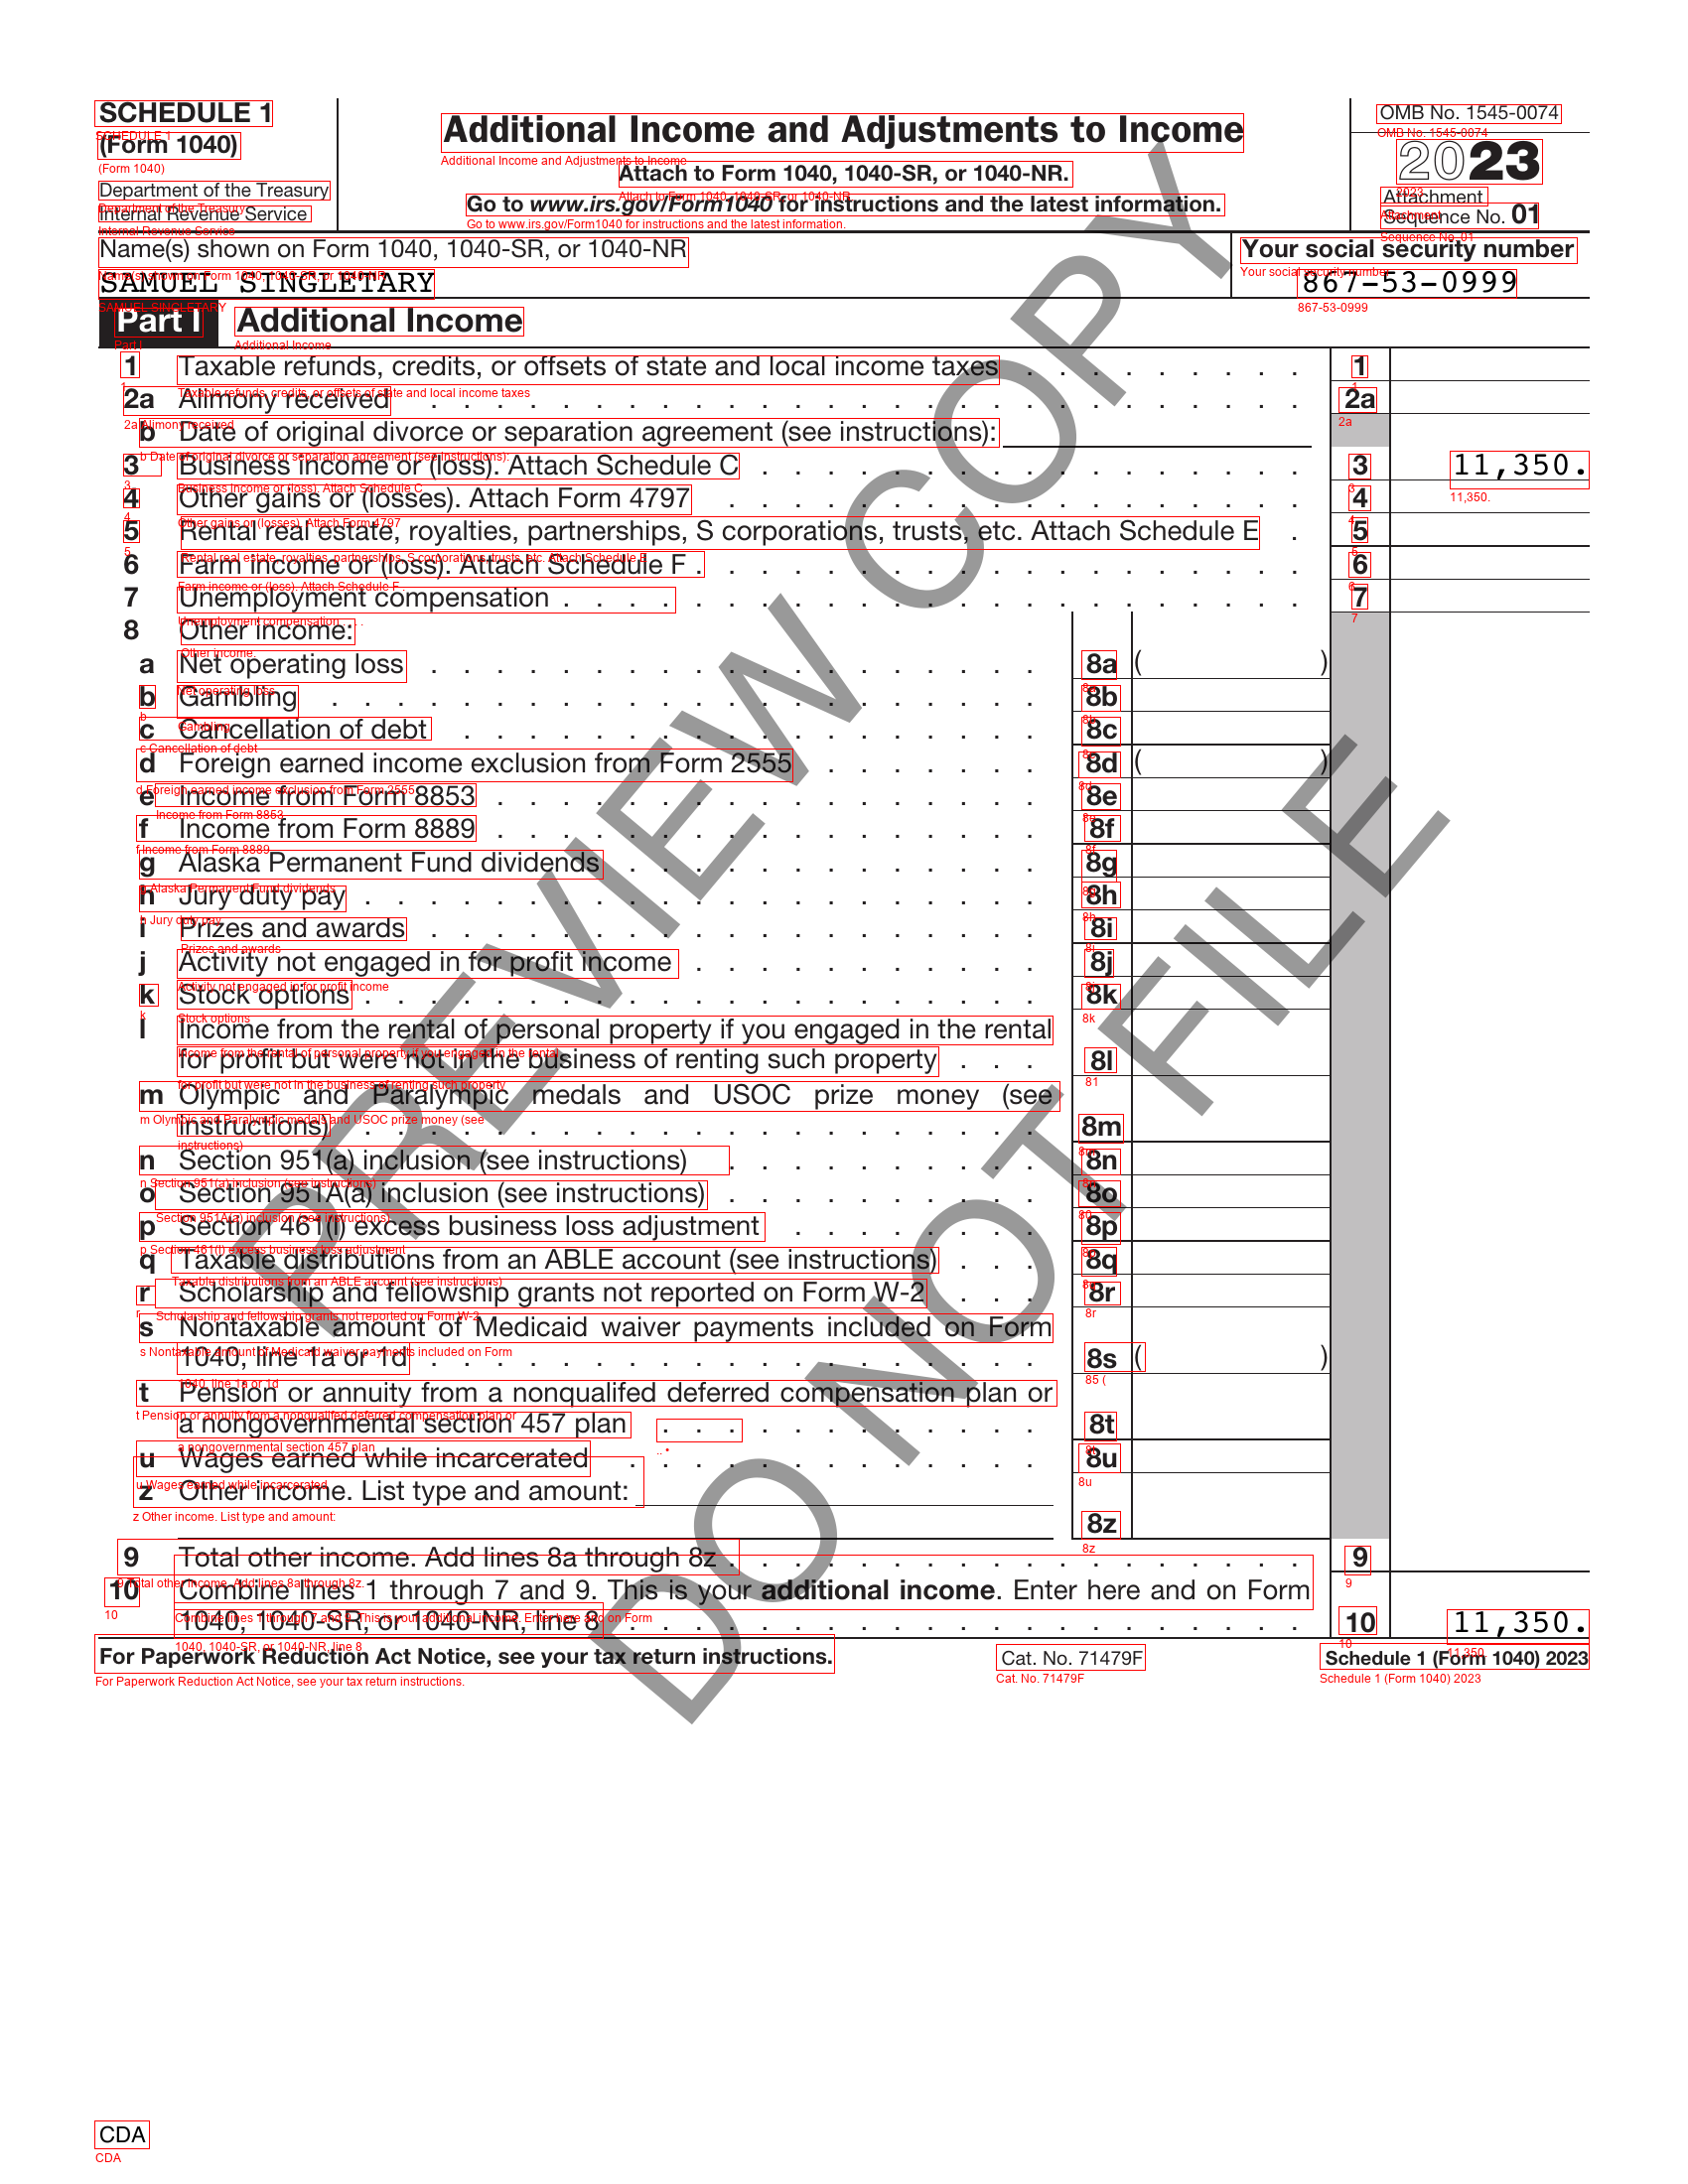 SCHEDULE 1
(Form 1040)
Department of the Treasury
Internal Revenue Service
Additional Income and Adjustments to Income
Attach to Form 1040, 1040-SR, or 1040-NR.
Go to www.irs.gov/Form1040 for instructions and the latest information.
OMB No. 1545-0074
2023
Attachment
Sequence No. 01
Name(s) shown on Form 1040, 1040-SR, or 1040-NR
SAMUEL SINGLETARY
Your social security number
867-53-0999
Part I Additional Income
1 Taxable refunds, credits, or offsets of state and local income taxes 1
2a Alimony received 2a
b Date of original divorce or separation agreement (see instructions):
3 Business income or (loss). Attach Schedule C 3 11,350.
4 Other gains or (losses). Attach Form 4797 4
5 Rental real estate, royalties, partnerships, S corporations, trusts, etc. Attach Schedule E 5
6 Farm income or (loss). Attach Schedule F 6
7 Unemployment compensation 7
8 Other income:
a Net operating loss 8a ( )
b Gambling 8b
c Cancellation of debt 8c
d Foreign earned income exclusion from Form 2555 8d ( )
e Income from Form 8853 8e
f Income from Form 8889 8f
g Alaska Permanent Fund dividends 8g
h Jury duty pay 8h
i Prizes and awards 8i
j Activity not engaged in for profit income 8j
k Stock options 8k
l Income from the rental of personal property if you engaged in the rental
for profit but were not in the business of renting such property 8l
m Olympic and Paralympic medals and USOC prize money (see
instructions) 8m
n Section 951(a) inclusion (see instructions) 8n
o Section 951A(a) inclusion (see instructions) 8o
p Section 461(l) excess business loss adjustment 8p
q Taxable distributions from an ABLE account (see instructions) 8q
r Scholarship and fellowship grants not reported on Form W-2 8r
s Nontaxable amount of Medicaid waiver payments included on Form
1040, line 1a or 1d 8s ( )
t Pension or annuity from a nonqualifed deferred compensation plan or
a nongovernmental section 457 plan 8t
u Wages earned while incarcerated 8u
z Other income. List type and amount:
8z
9 Total other income. Add lines 8a through 8z 9
10 Combine lines 1 through 7 and 9. This is your additional income. Enter here and on Form
1040, 1040-SR, or 1040-NR, line 8 10 11,350.
For Paperwork Reduction Act Notice, see your tax return instructions. Cat. No. 71479F Schedule 1 (Form 1040) 2023
PREVIEW COPY
DO NOT FILE
CDA